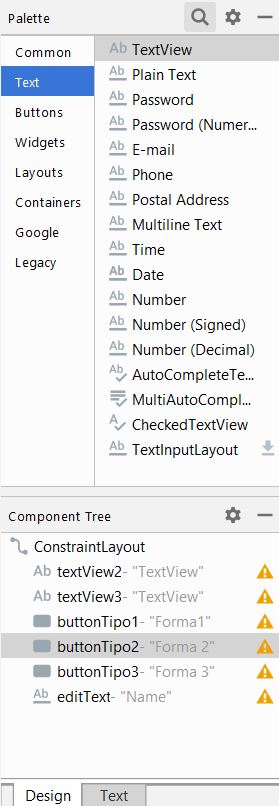 Palette
Common
Text
Buttons
Widgets
Layouts
Containers
Google
Legacy
Ab TextView
Ab Plain Text
Ab Password
Ab Password (Numer...
Ab E-mail
Ab Phone
Ab Postal Address
Ab Multiline Text
Ab Time
Ab Date
Ab Number
Ab Number (Signed)
Ab Number (Decimal)
Ab AutoCompleteTe...
MultiAutoCompl...
A CheckedTextView
Ab TextInputLayout
Component Tree
ConstraintLayout
Ab textView2- "TextView"
Ab textView3- "TextView"
buttonTipo1- "Forma1"
buttonTipo2- "Forma 2"
buttonTipo3- "Forma 3"
Ab editText- "Name"
Design Text